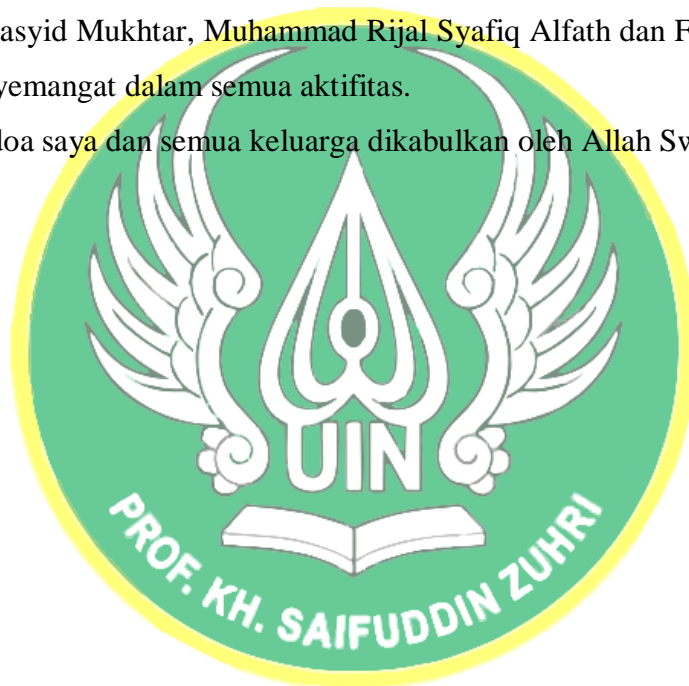 asyid Mukhtar, Muhammad Rijal Syafiq Alfath dan F
yemangat dalam semua aktifitas.
doa saya dan semua keluarga dikabulkan oleh Allah Sw
UIN
PROF. KH. SAIFUDDIN ZUHRI